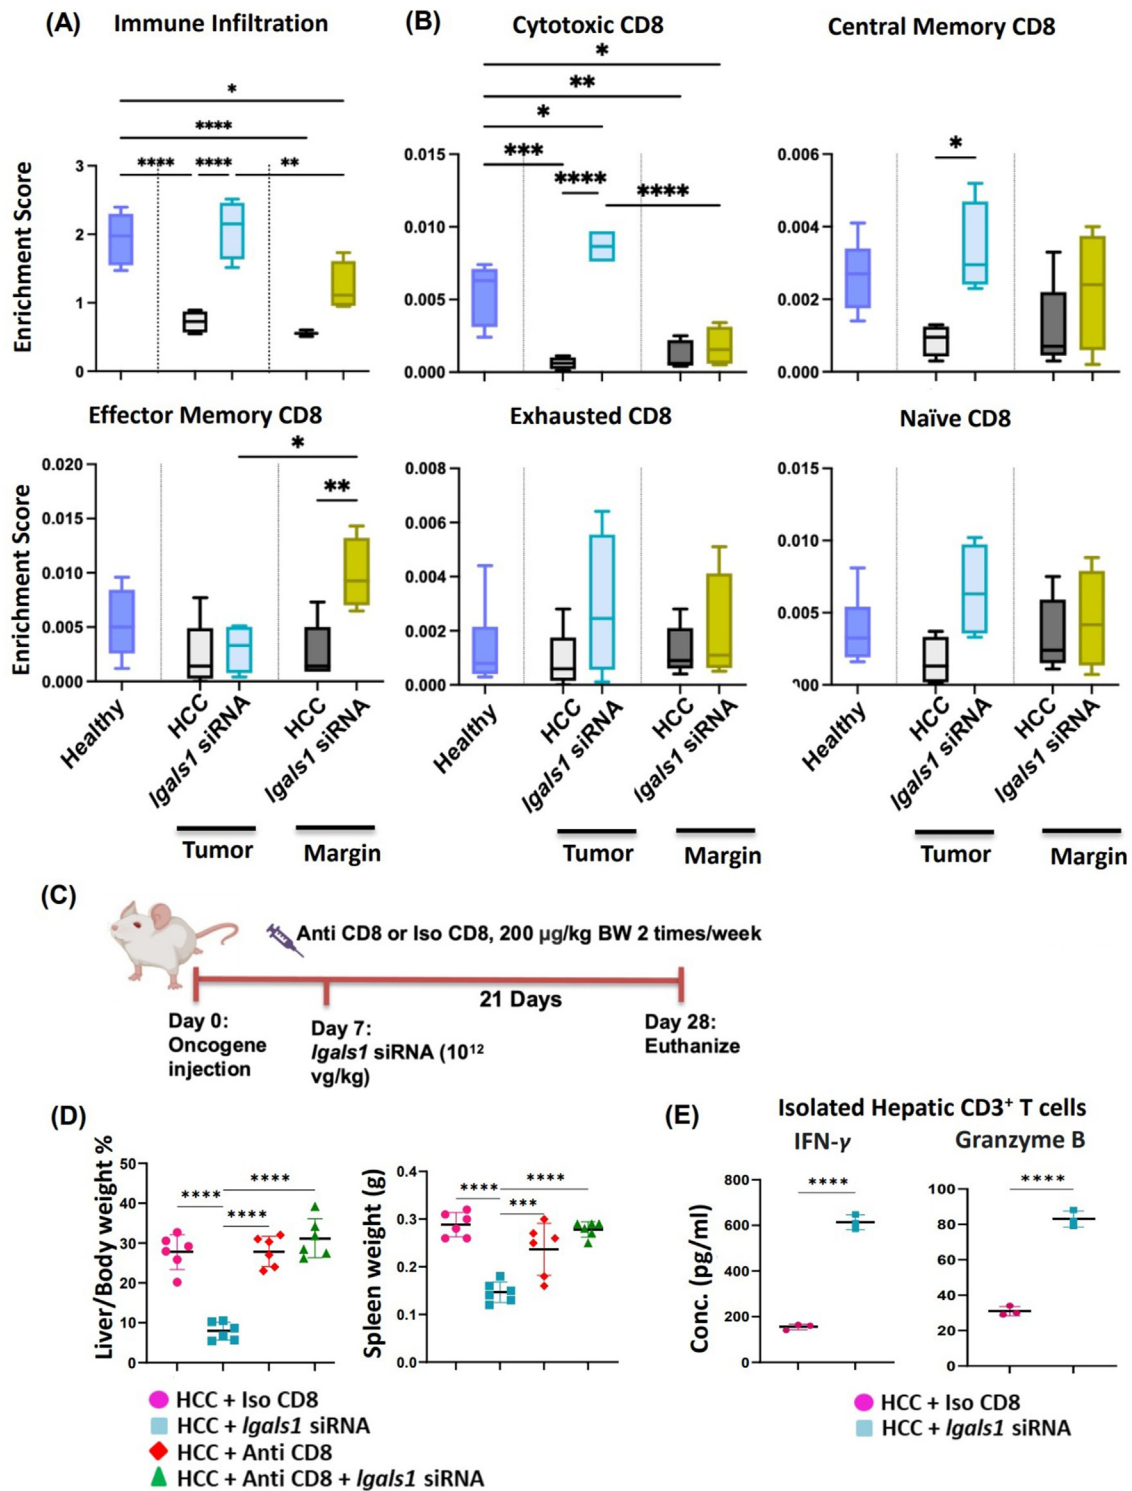 (A) Immune Infiltration
(B) Cytotoxic CD8
Central Memory CD8
*
****
**** **** **
Enrichment Score
3
2
1
0
*
**
*
***
****
****
0.015
0.010
0.005
0.000
*
0.006
0.004
0.002
0.000
Effector Memory CD8
Exhausted CD8
Naïve CD8
*
**
Enrichment Score
0.020
0.015
0.010
0.005
0.000
0.008
0.006
0.004
0.002
0.000
0.015
0.010
0.005
00
Healthy
HCC
Igals1 siRNA
HCC
Igals1 siRNA
Tumor
Margin
Healthy
HCC
Igals1 siRNA
HCC
Igals1 siRNA
Tumor
Margin
Healthy
HCC
Igals1 siRNA
HCC
Igals1 siRNA
Tumor
Margin
(C)
Anti CD8 or Iso CD8, 200 µg/kg BW 2 times/week
21 Days
Day 0:
Oncogene
injection
Day 7:
Igals1 siRNA (10¹²
vg/kg)
Day 28:
Euthanize
(D)
Liver/Body weight %
50
40
30
20
10
0
****
****
****
Spleen weight (g)
0.4
0.3
0.2
0.1
0.0
**** ****
***
HCC + Iso CD8
HCC + Igals1 siRNA
HCC + Anti CD8
HCC + Anti CD8 + Igals1 siRNA
(E)
Isolated Hepatic CD3⁺ T cells
IFN-γ
Granzyme B
Conc. (pg/ml)
800
600
400
200
0
****
100
80
60
40
20
0
****
HCC + Iso CD8
HCC + Igals1 siRNA